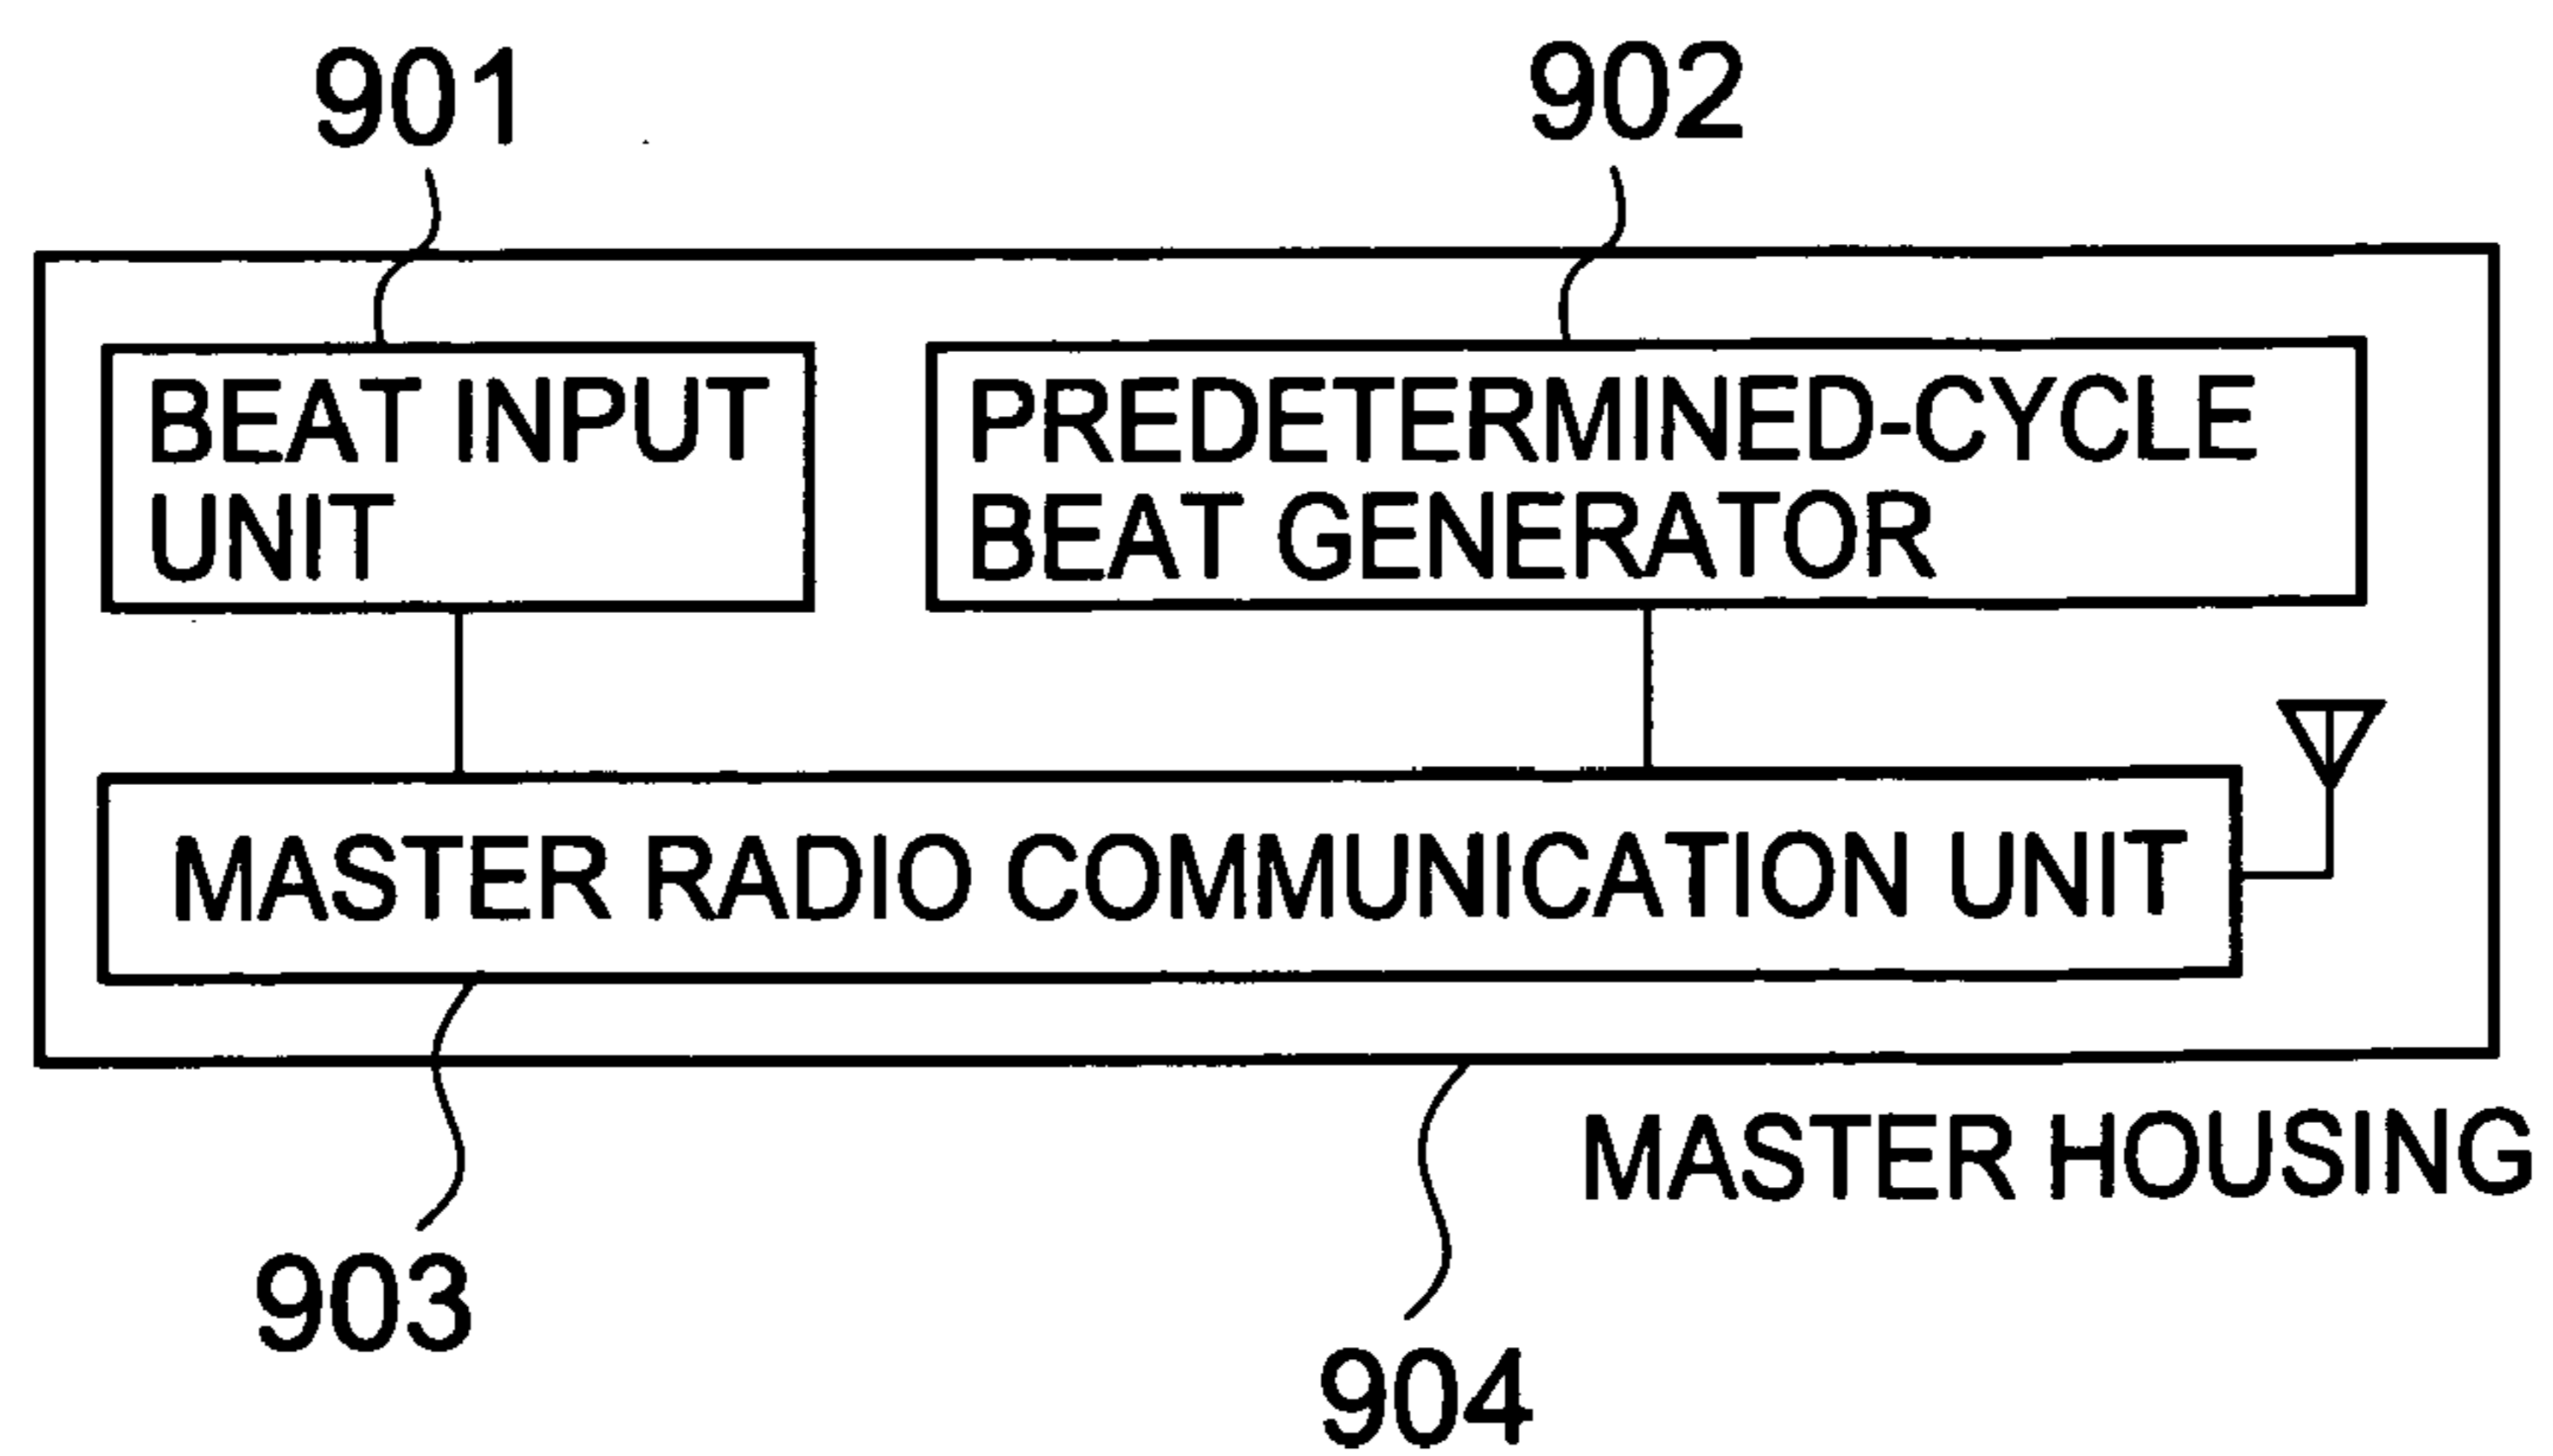 901
902
BEAT INPUT
UNIT
PREDETERMINED-CYCLE
BEAT GENERATOR
MASTER RADIO COMMUNICATION UNIT
MASTER HOUSING
903
904